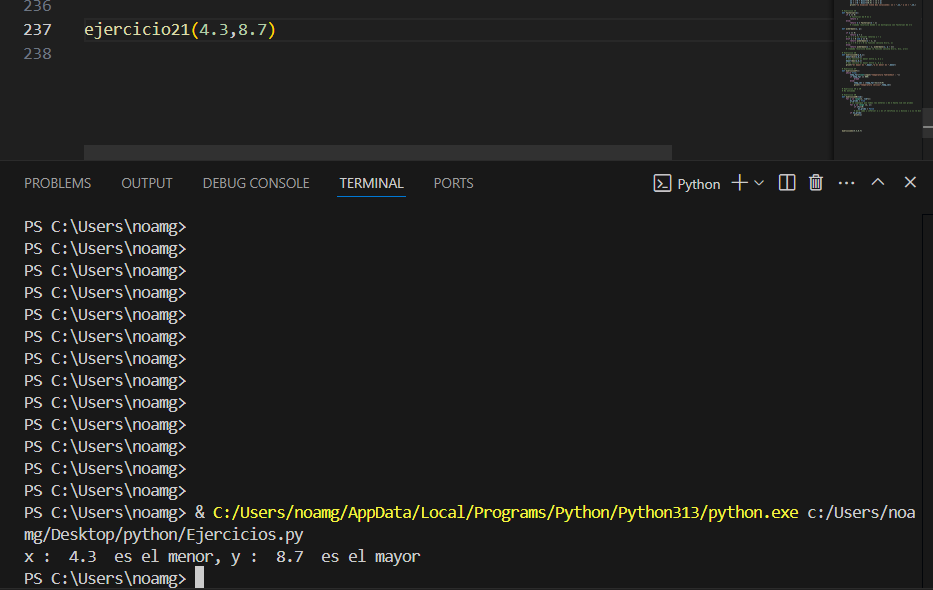 236
237 ejercicio21(4.3,8.7)
238
PROBLEMS OUTPUT DEBUG CONSOLE TERMINAL PORTS Python
PS C:\Users\noamg>
PS C:\Users\noamg>
PS C:\Users\noamg>
PS C:\Users\noamg>
PS C:\Users\noamg>
PS C:\Users\noamg>
PS C:\Users\noamg>
PS C:\Users\noamg>
PS C:\Users\noamg>
PS C:\Users\noamg>
PS C:\Users\noamg>
PS C:\Users\noamg>
PS C:\Users\noamg>
PS C:\Users\noamg> & C:/Users/noamg/AppData/Local/Programs/Python/Python313/python.exe c:/Users/noa
mg/Desktop/python/Ejercicios.py
x :  4.3  es el menor, y :  8.7  es el mayor
PS C:\Users\noamg>